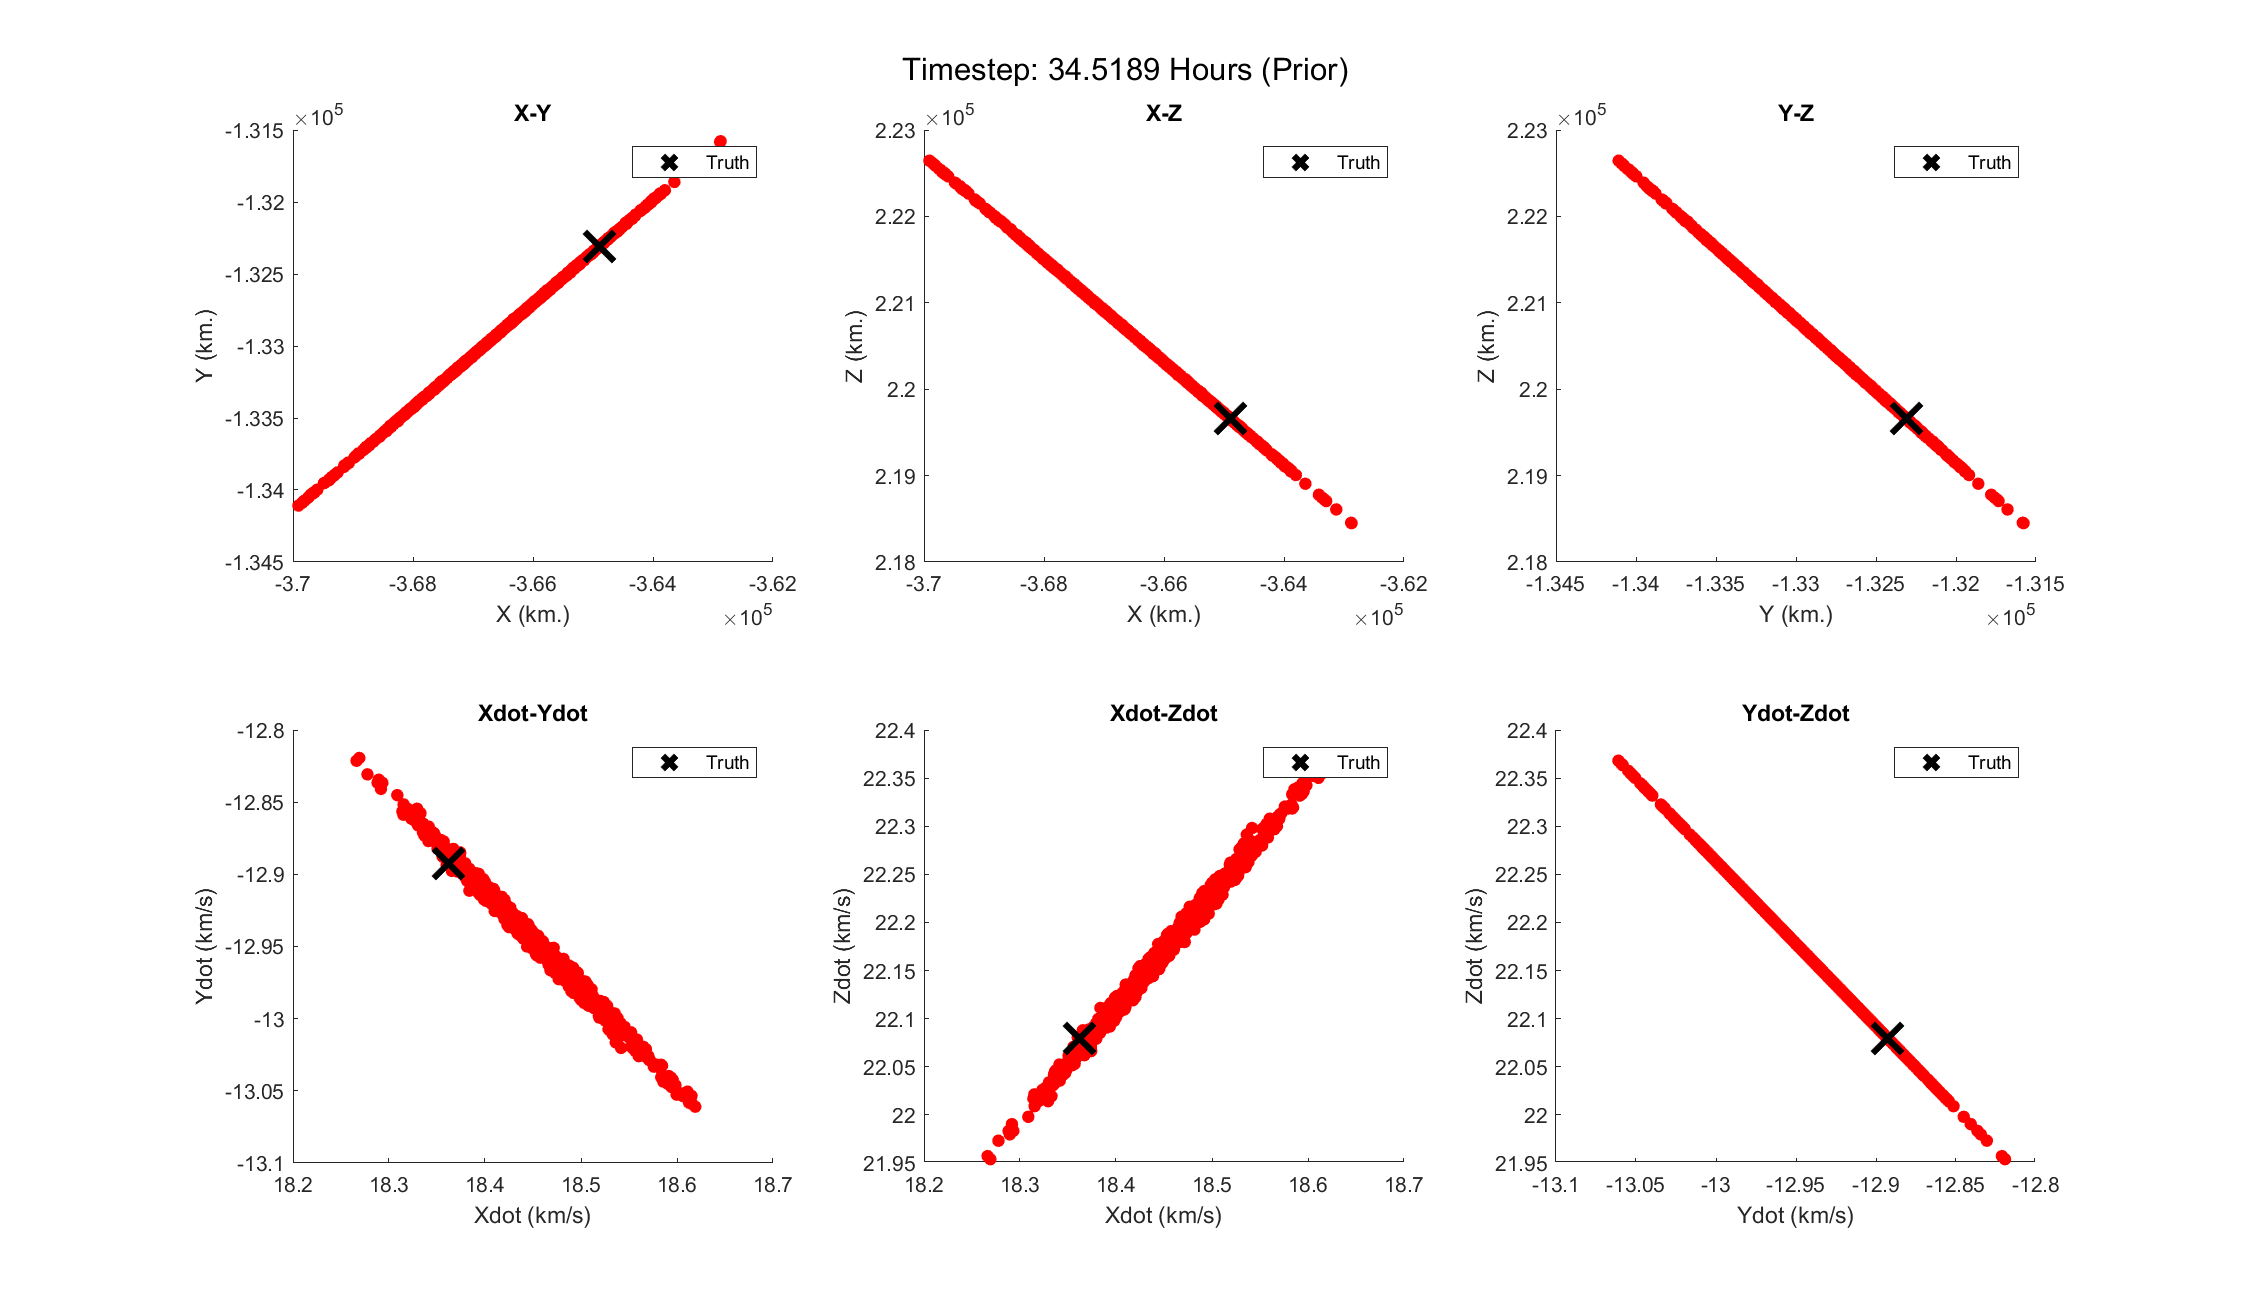 Timestep: 34.5189 Hours (Prior)
X-Y
×10^5
-1.315
-1.32
-1.325
-1.33
-1.335
-1.34
-1.345
Y (km.)
Truth
-3.7 -3.68 -3.66 -3.64 -3.62
X (km.)
×10^5
X-Z
×10^5
2.23
2.22
2.21
2.2
2.19
2.18
Z (km.)
Truth
-3.7 -3.68 -3.66 -3.64 -3.62
X (km.)
×10^5
Y-Z
×10^5
2.23
2.22
2.21
2.2
2.19
2.18
Z (km.)
Truth
-1.345 -1.34 -1.335 -1.33 -1.325 -1.32 -1.315
Y (km.)
×10^5
Xdot-Ydot
-12.8
-12.85
-12.9
-12.95
-13
-13.05
-13.1
Ydot (km/s)
Truth
18.2 18.3 18.4 18.5 18.6 18.7
Xdot (km/s)
Xdot-Zdot
22.4
22.35
22.3
22.25
22.2
22.15
22.1
22.05
22
21.95
Zdot (km/s)
Truth
18.2 18.3 18.4 18.5 18.6 18.7
Xdot (km/s)
Ydot-Zdot
22.4
22.35
22.3
22.25
22.2
22.15
22.1
22.05
22
21.95
Zdot (km/s)
Truth
-13.1 -13.05 -13 -12.95 -12.9 -12.85 -12.8
Ydot (km/s)